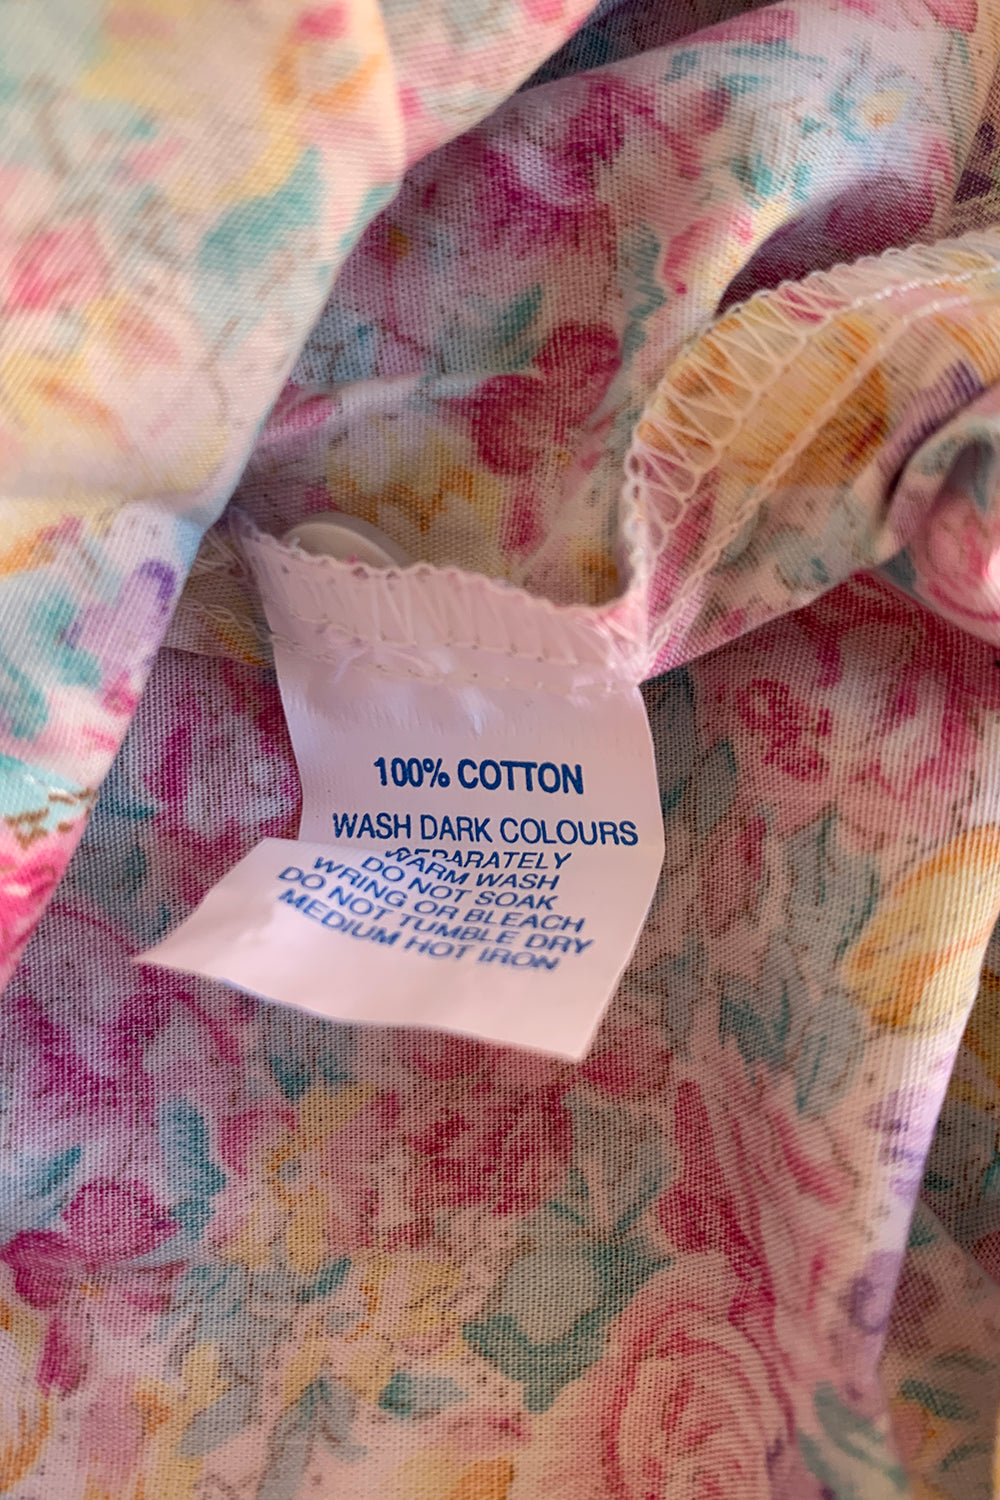 100% COTTON
WASH DARK COLOURS
SEPARATELY
WARM WASH
DO NOT SOAK
WRING OR BLEACH
DO NOT TUMBLE DRY
MEDIUM HOT IRON